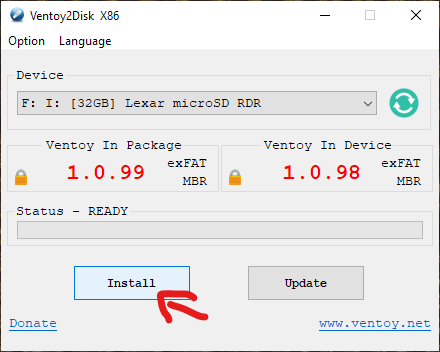 Ventoy2Disk X86
Option Language
Device
F: I: [32GB] Lexar microSD RDR
Ventoy In Package
1.0.99
exFAT
MBR
Ventoy In Device
1.0.98
exFAT
MBR
Status - READY
Install
Update
Donate
www.ventoy.net